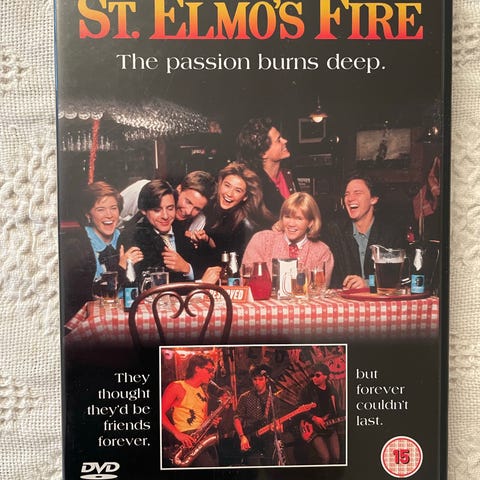 ST. ELMO'S FIRE
The passion burns deep.
RESERVED
They
thought
they'd be
friends
forever,
but
forever
couldn't
last.
DVD
15